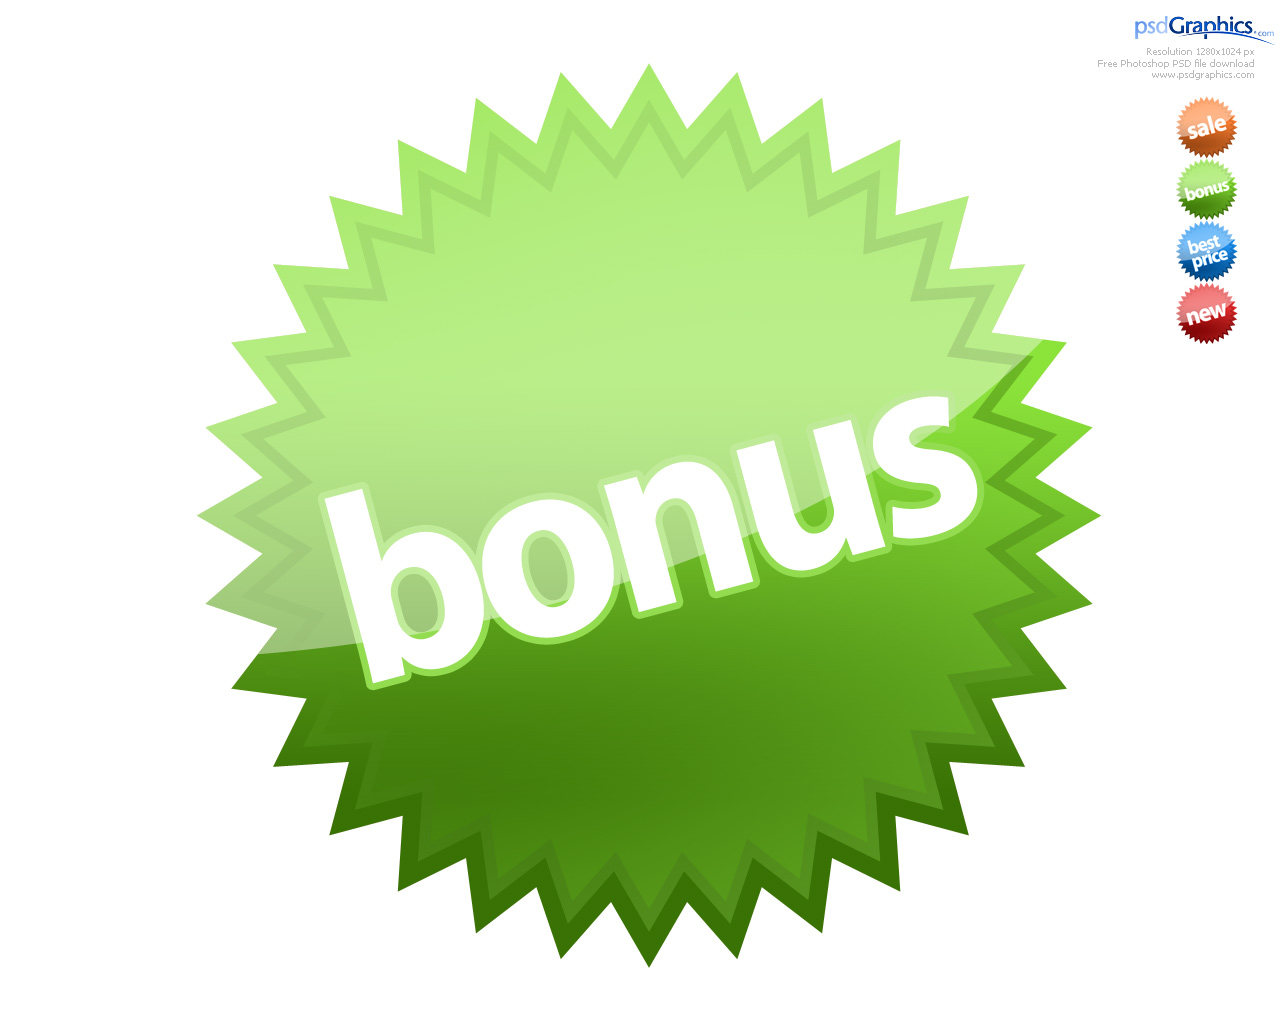 psdGraphics.com
Resolution 1280x1024 px
Free Photoshop PSD file download
www.psdgraphics.com
sale
bonus
best
price
new
bonus